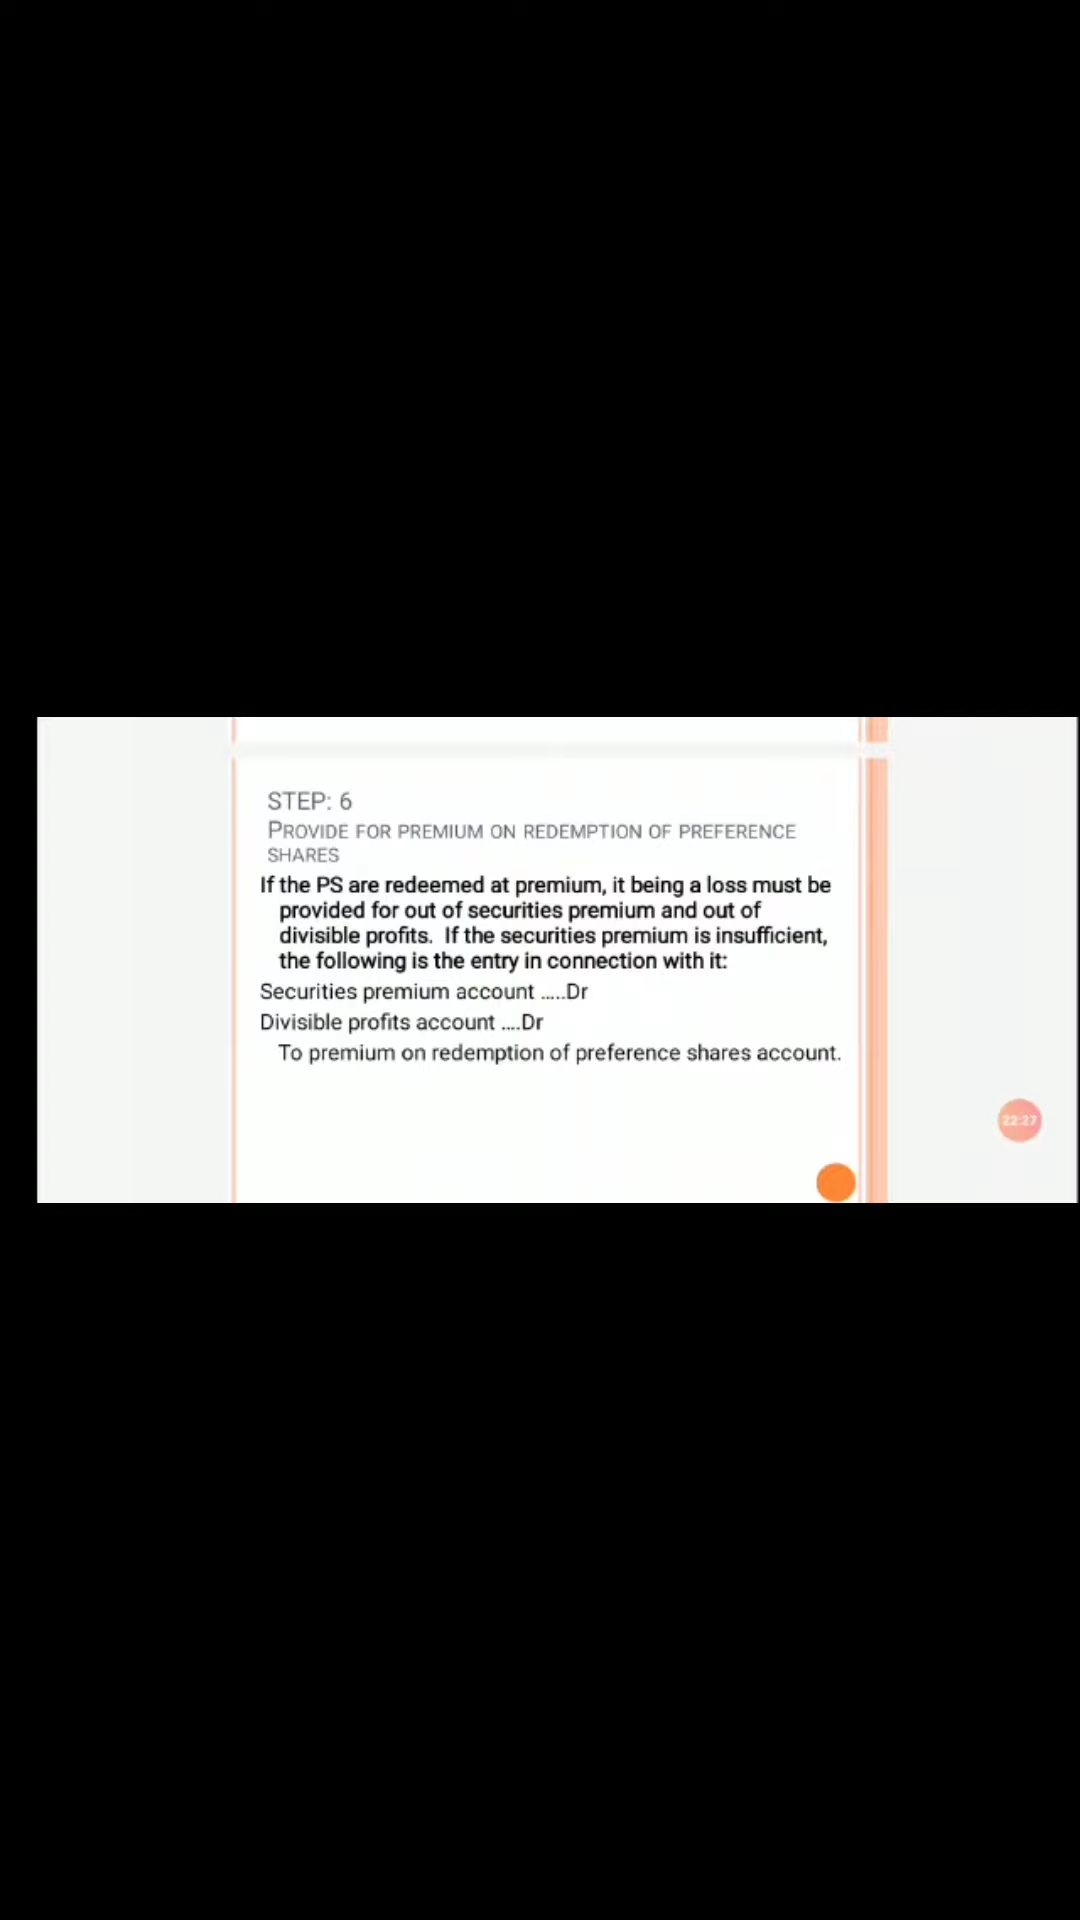 STEP: 6
PROVIDE FOR PREMIUM ON REDEMPTION OF PREFERENCE
SHARES
If the PS are redeemed at premium, it being a loss must be
provided for out of securities premium and out of
divisible profits.  If the securities premium is insufficient,
the following is the entry in connection with it:
Securities premium account .....Dr
Divisible profits account ....Dr
To premium on redemption of preference shares account.
22:27